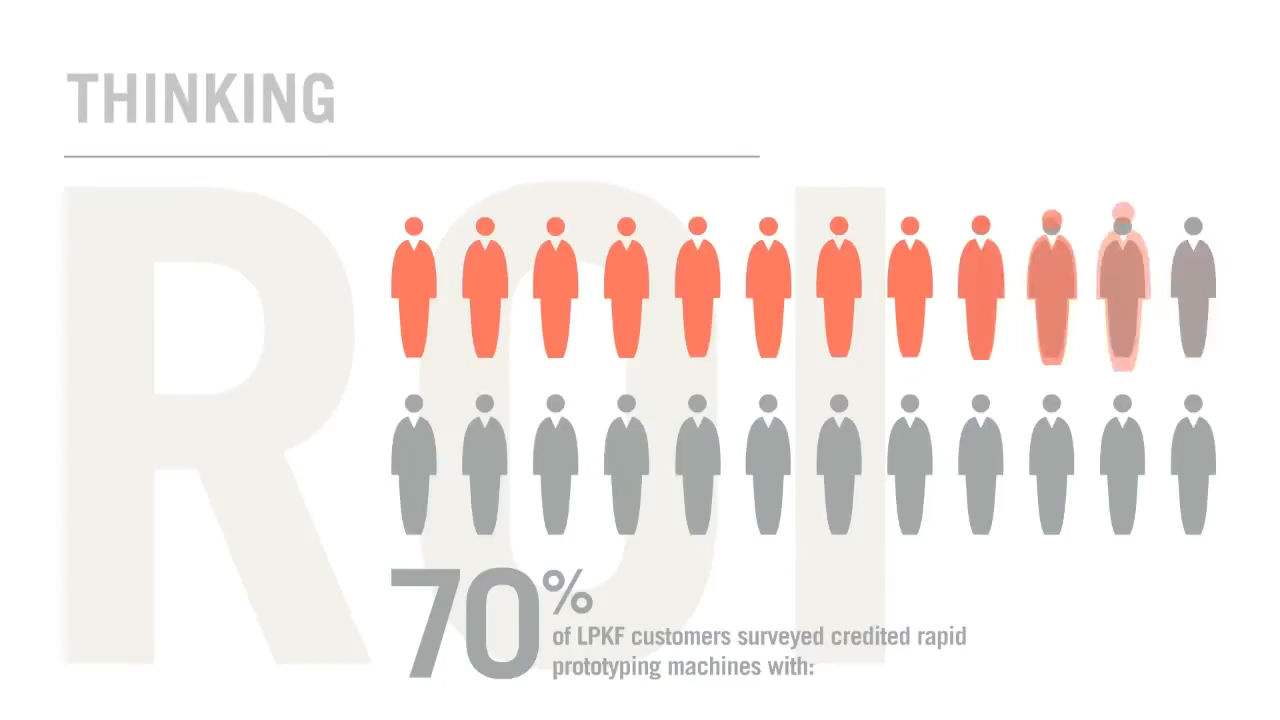 THINKING
ROI
70%
of LPKF customers surveyed credited rapid
prototyping machines with: